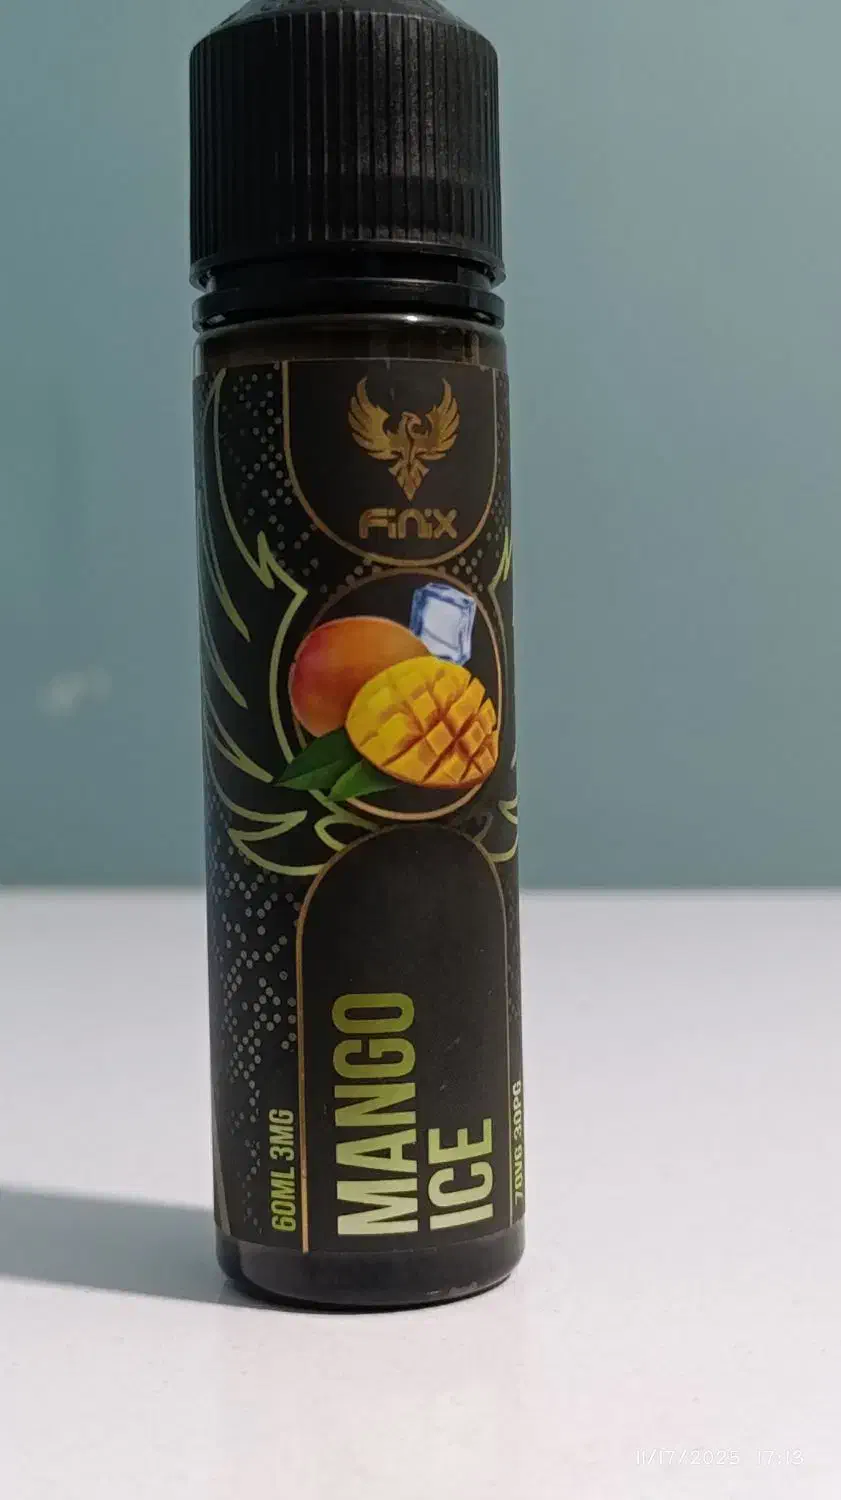 FiNiX
MANGO
ICE
60ML 3MG
70VG 30PG
11/17/2025 17:13